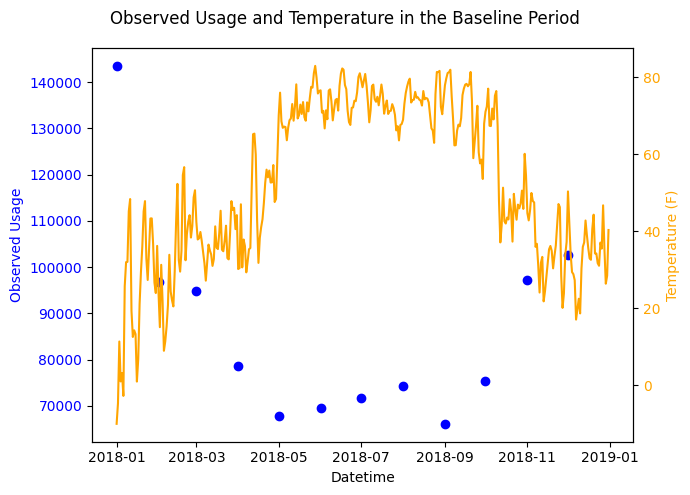 Observed Usage and Temperature in the Baseline Period
Observed Usage
140000
130000
120000
110000
100000
90000
80000
70000
80
60
40
20
0
Temperature (F)
2018-01 2018-03 2018-05 2018-07 2018-09 2018-11 2019-01
Datetime